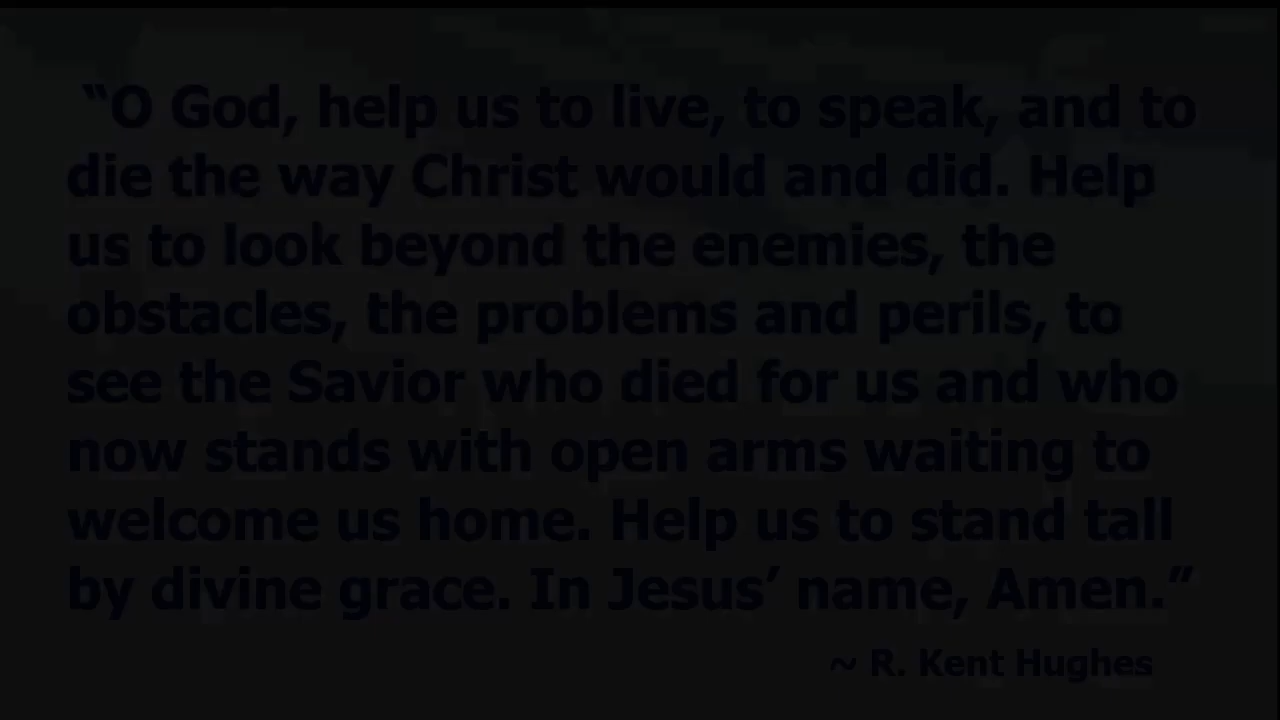 “O God, help us to live, to speak, and to
die the way Christ would and did. Help
us to look beyond the enemies, the
obstacles, the problems and perils, to
see the Savior who died for us and who
now stands with open arms waiting to
welcome us home. Help us to stand tall
by divine grace. In Jesus’ name, Amen.”
~ R. Kent Hughes